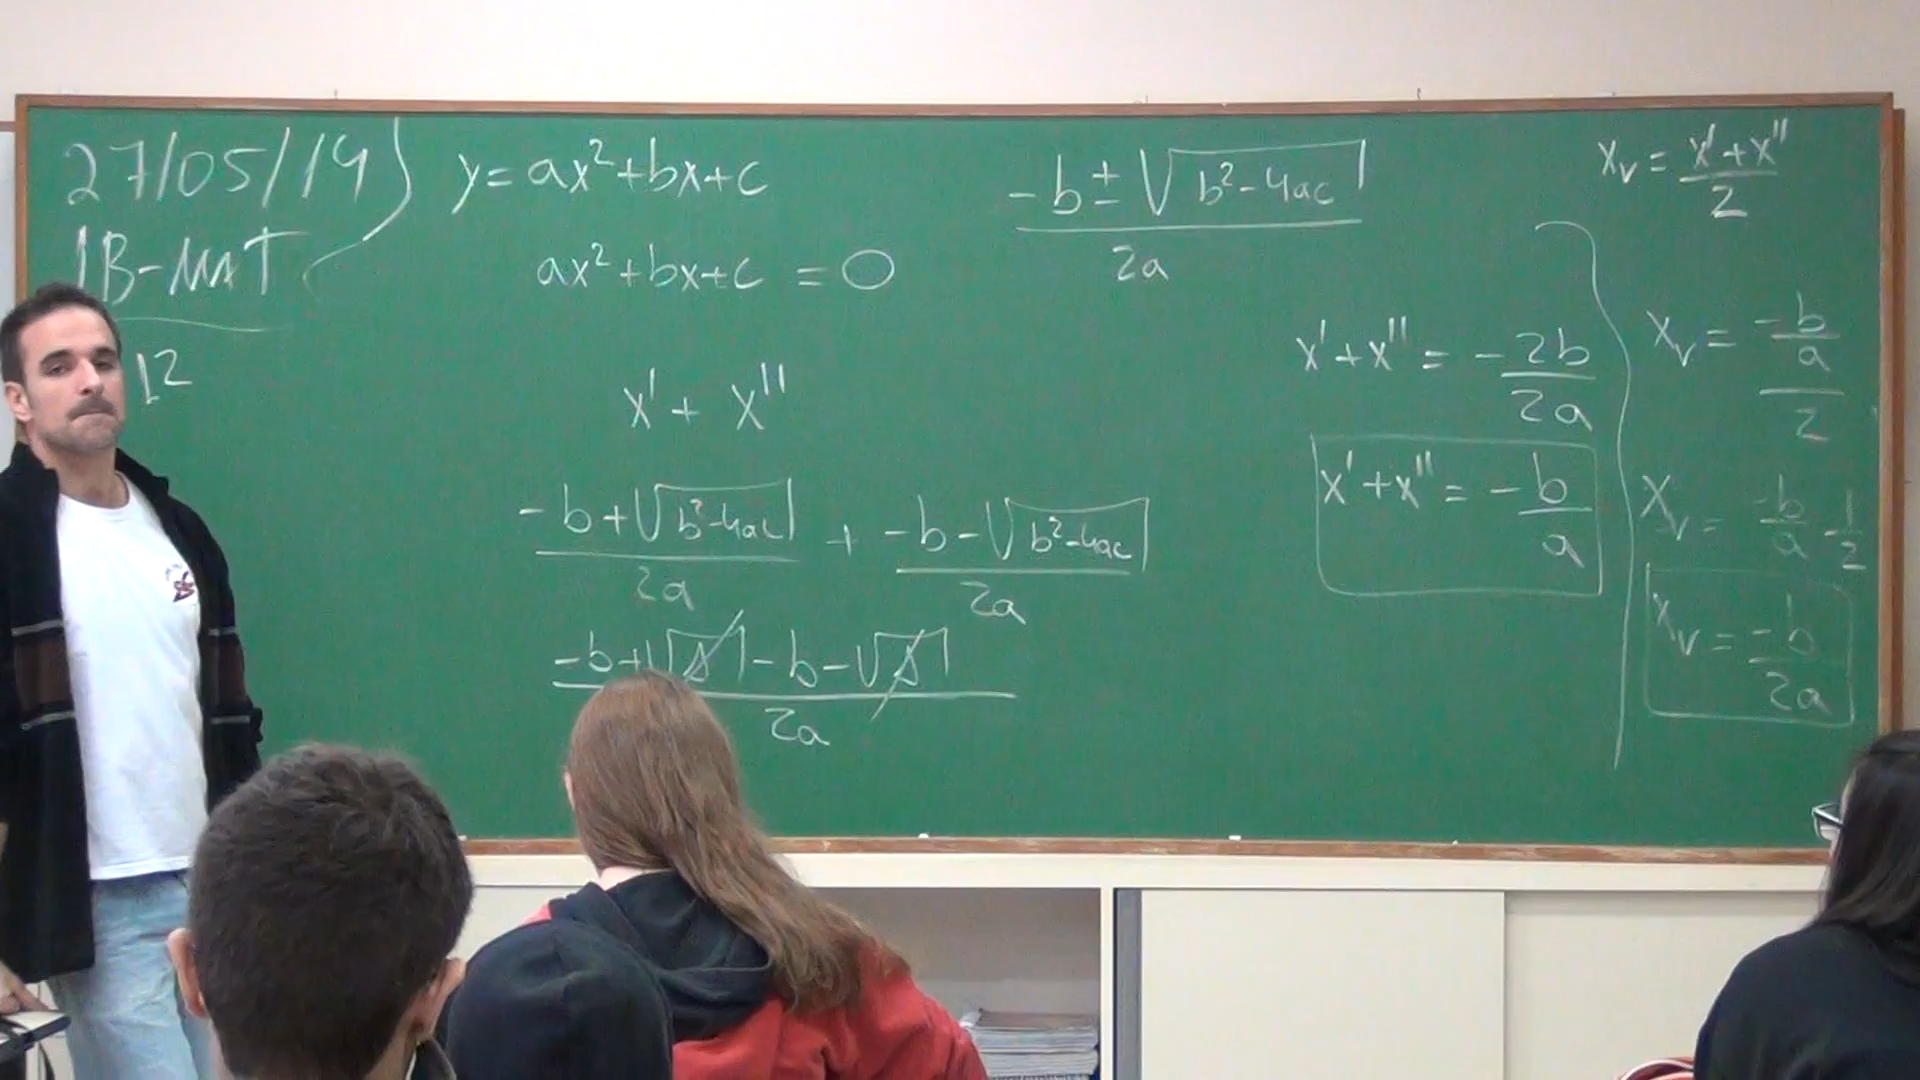 27/05/19
1B-MAT
12
y = ax² + bx + c
ax² + bx + c = 0
x' + x''
-b + √(b² - 4ac) / 2a + -b - √(b² - 4ac) / 2a
-b + √Δ - b - √Δ / 2a
-b ± √(b² - 4ac) / 2a
x' + x'' = -2b / 2a
x' + x'' = -b / a
xv = x' + x'' / 2
xv = -b / a / 2
xv = -b / a · 1 / 2
xv = -b / 2a